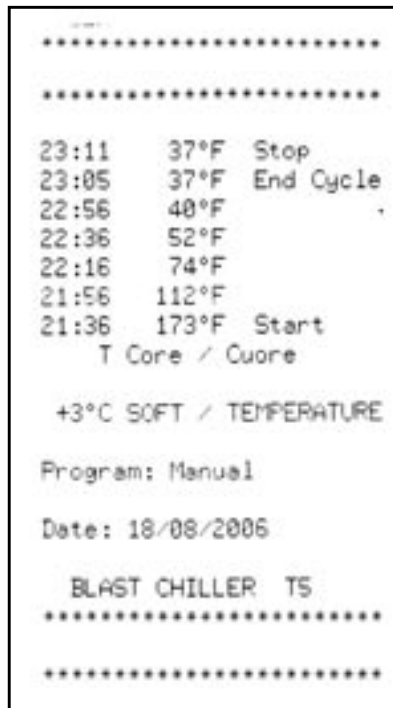 ************************
************************
23:11 37°F Stop
23:05 37°F End Cycle
22:56 40°F
22:36 52°F
22:16 74°F
21:56 112°F
21:36 173°F Start
T Core / Cuore
+3°C SOFT / TEMPERATURE
Program: Manual
Date: 18/08/2006
BLAST CHILLER T5
************************
************************